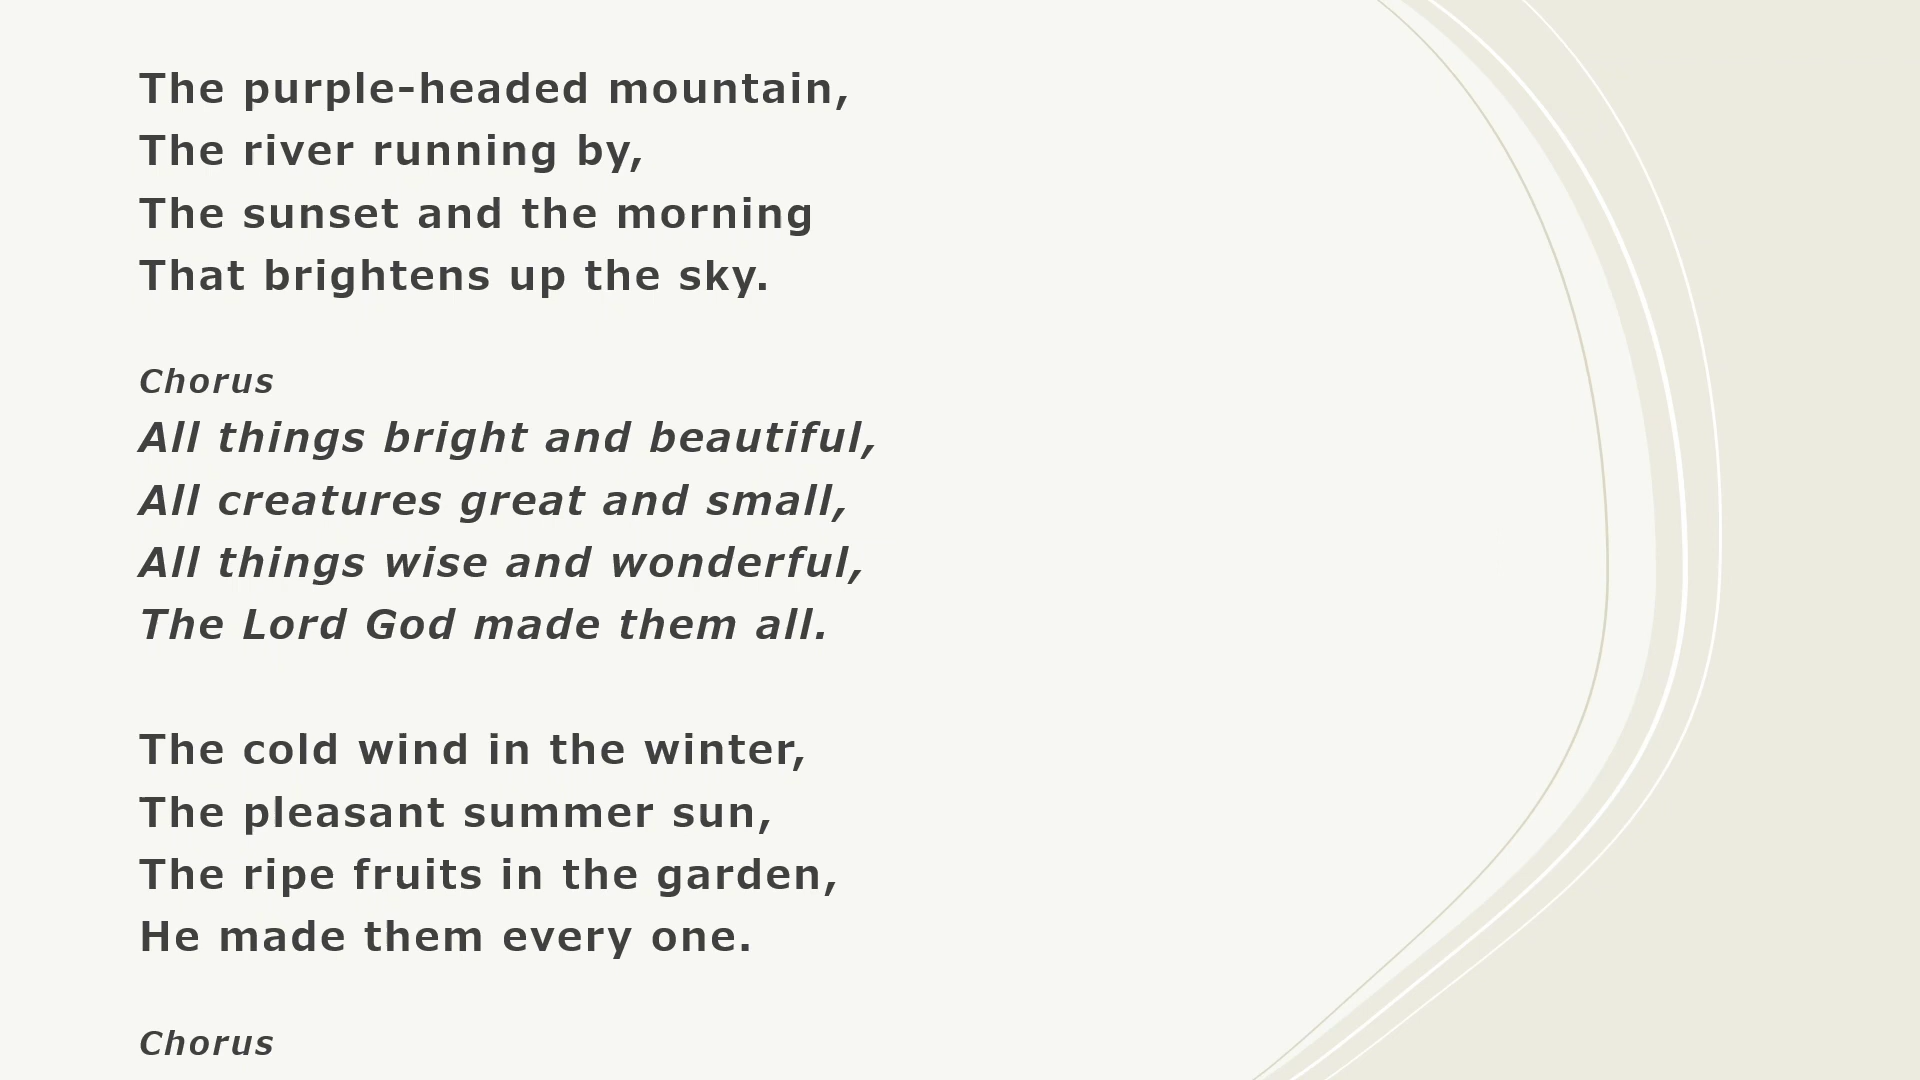 The purple-headed mountain,
The river running by,
The sunset and the morning
That brightens up the sky.
Chorus
All things bright and beautiful,
All creatures great and small,
All things wise and wonderful,
The Lord God made them all.
The cold wind in the winter,
The pleasant summer sun,
The ripe fruits in the garden,
He made them every one.
Chorus